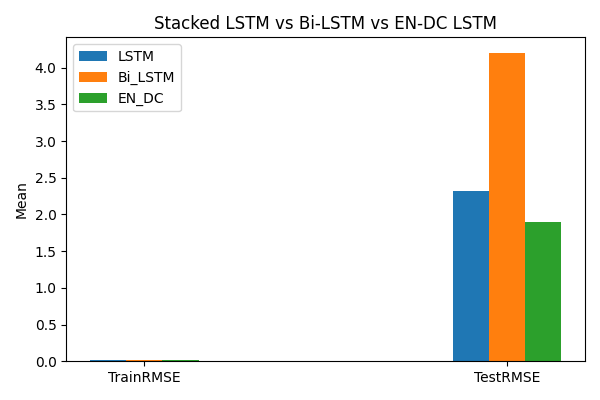 Stacked LSTM vs Bi-LSTM vs EN-DC LSTM
LSTM
Bi_LSTM
EN_DC
Mean
4.0
3.5
3.0
2.5
2.0
1.5
1.0
0.5
0.0
TrainRMSE
TestRMSE